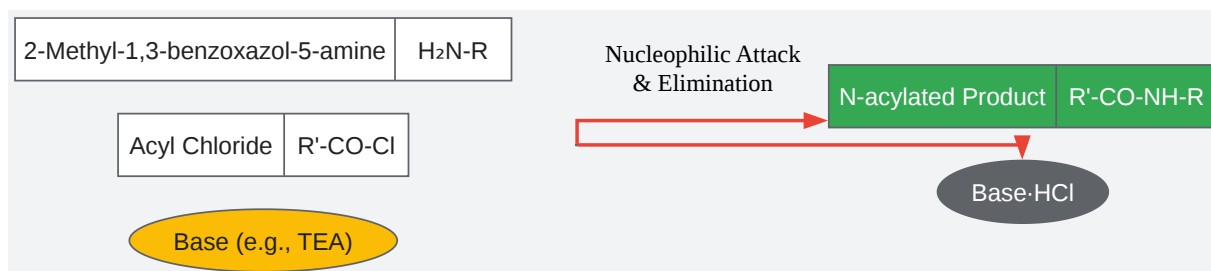 2-Methyl-1,3-benzoxazol-5-amine H₂N-R
Acyl Chloride R'-CO-Cl
Base (e.g., TEA)
Nucleophilic Attack
& Elimination
N-acylated Product R'-CO-NH-R
Base·HCl